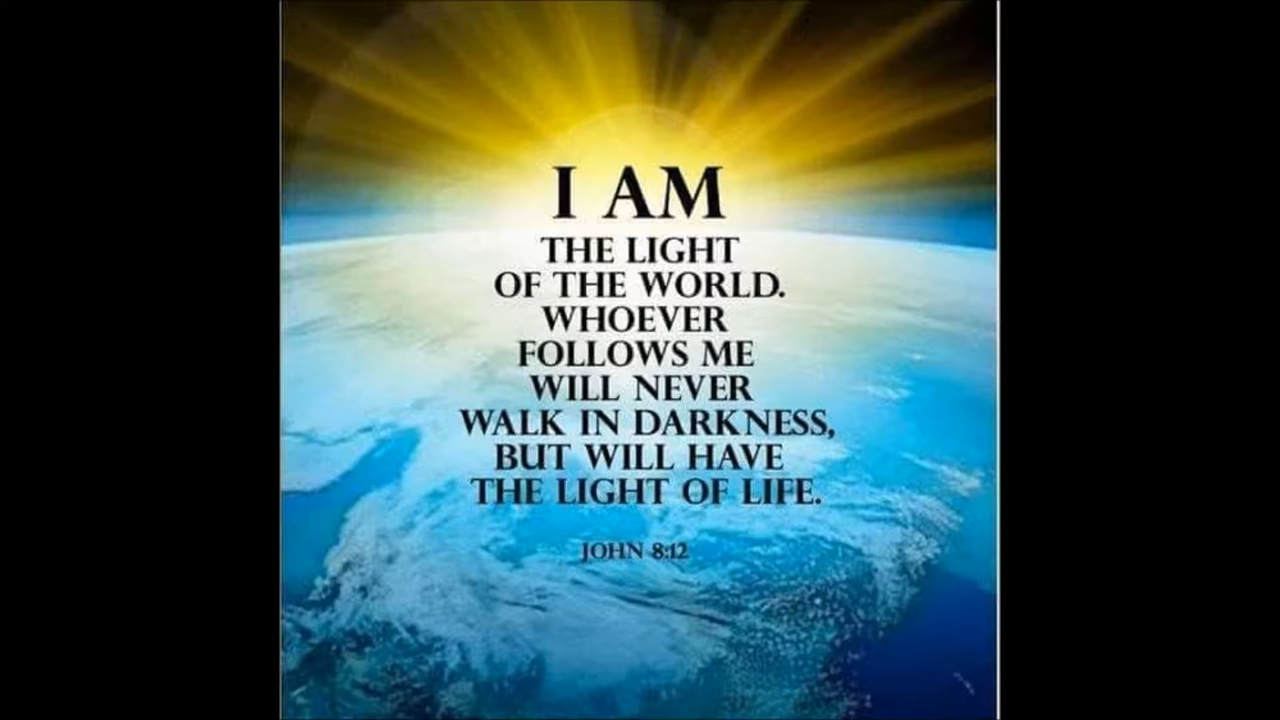 I AM
THE LIGHT
OF THE WORLD.
WHOEVER
FOLLOWS ME
WILL NEVER
WALK IN DARKNESS,
BUT WILL HAVE
THE LIGHT OF LIFE.
JOHN 8:12